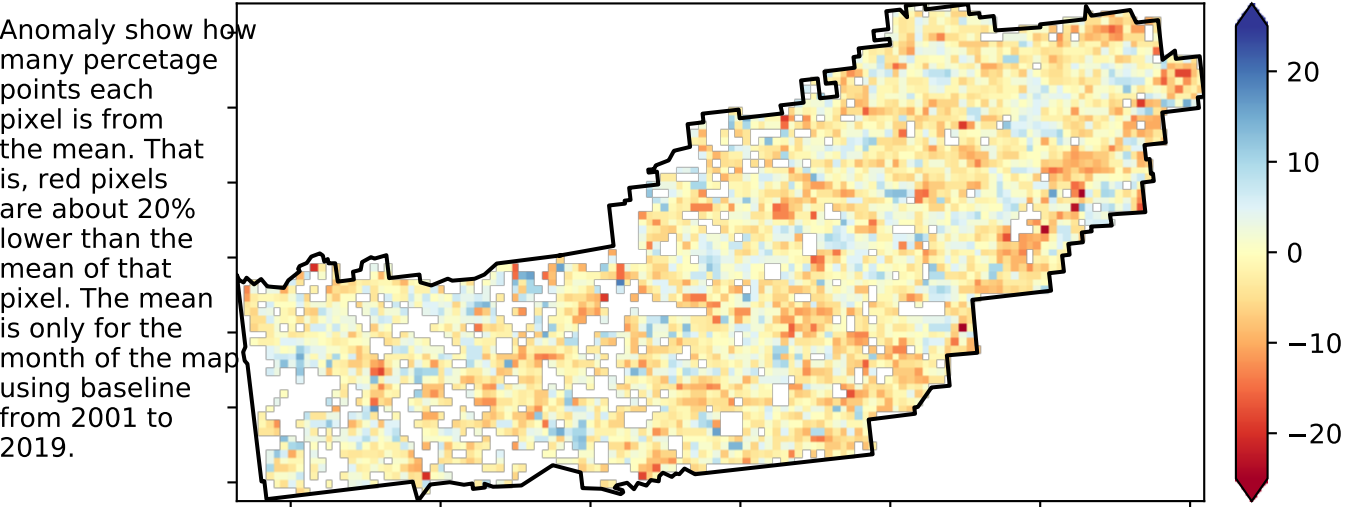 Anomaly show how
many percetage
points each
pixel is from
the mean. That
is, red pixels
are about 20%
lower than the
mean of that
pixel. The mean
is only for the
month of the map
using baseline
from 2001 to
2019.
20
10
0
−10
−20